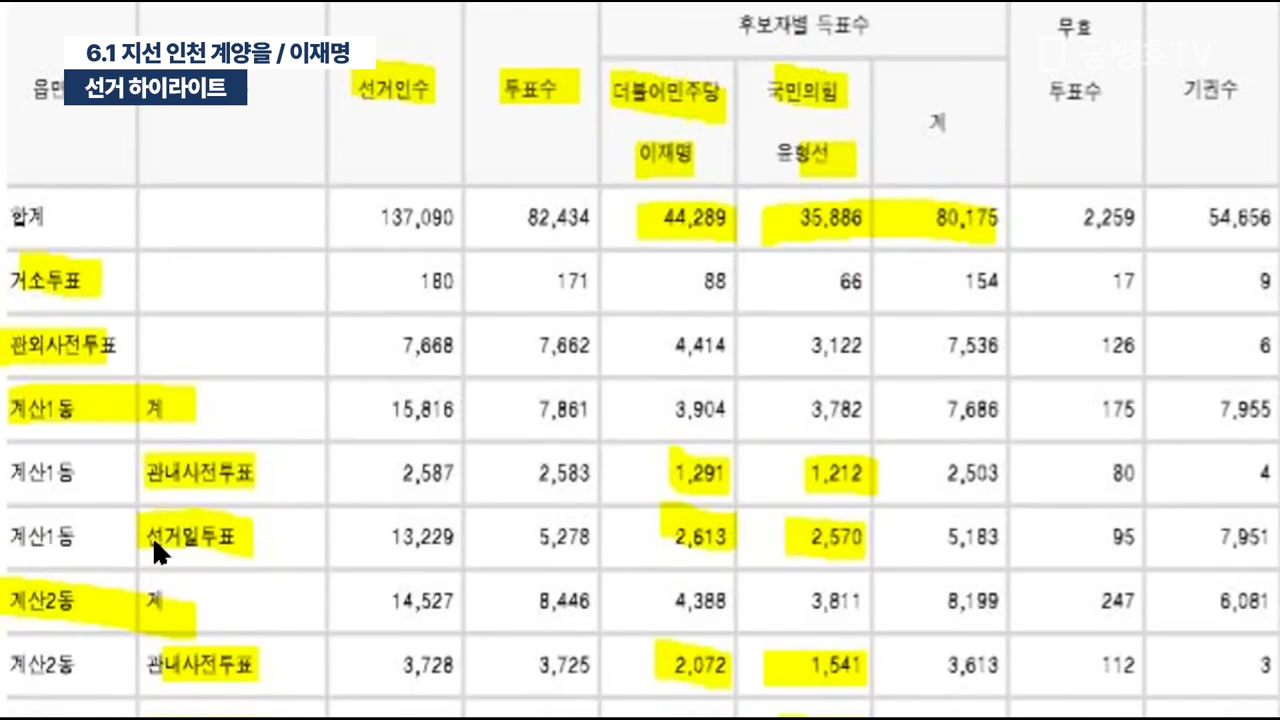 6.1 지선 인천 계양을 / 이재명
선거 하이라이트
공병호TV
후보자별 득표수
무효
선거인수 투표수 더불어민주당 국민의힘 계 투표수 기권수
이재명 윤형선
합계 137,090 82,434 44,289 35,886 80,175 2,259 54,656
거소투표 180 171 88 66 154 17 9
관외사전투표 7,668 7,662 4,414 3,122 7,536 126 6
계산1동 계 15,816 7,861 3,904 3,782 7,686 175 7,955
계산1동 관내사전투표 2,587 2,583 1,291 1,212 2,503 80 4
계산1동 선거일투표 13,229 5,278 2,613 2,570 5,183 95 7,951
계산2동 계 14,527 8,446 4,388 3,811 8,199 247 6,081
계산2동 관내사전투표 3,728 3,725 2,072 1,541 3,613 112 3